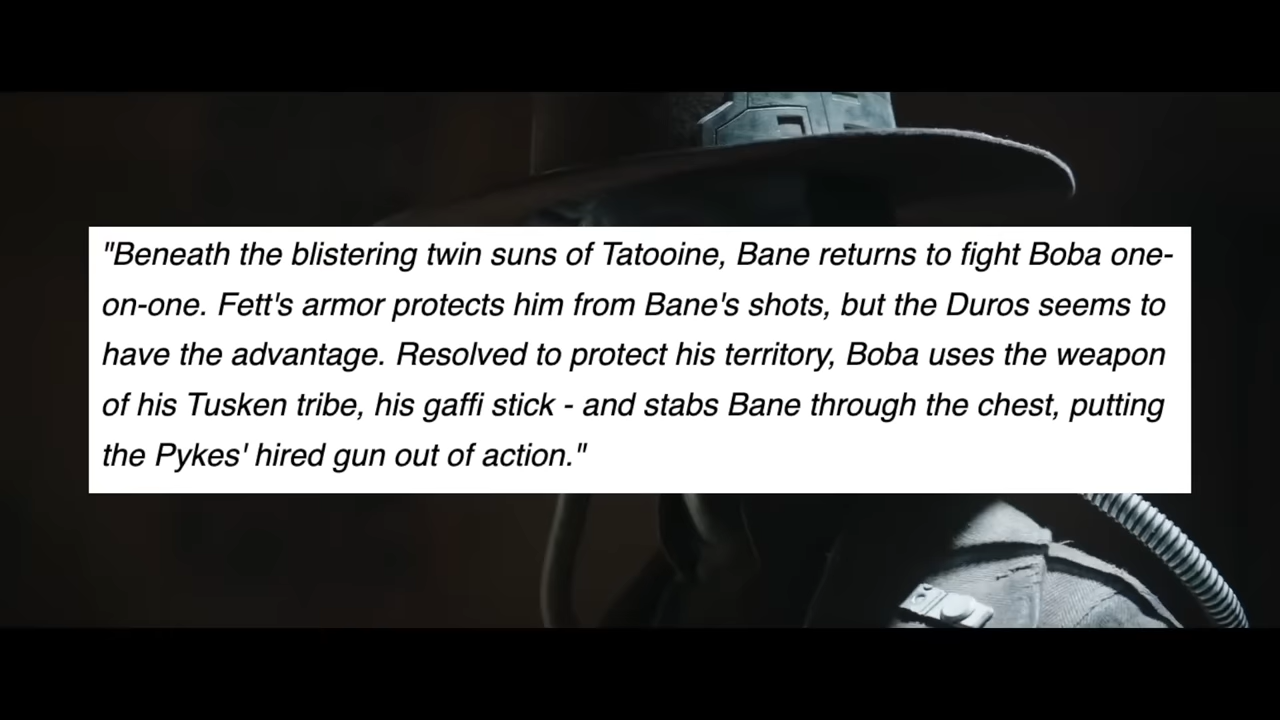 "Beneath the blistering twin suns of Tatooine, Bane returns to fight Boba one-
on-one. Fett's armor protects him from Bane's shots, but the Duros seems to
have the advantage. Resolved to protect his territory, Boba uses the weapon
of his Tusken tribe, his gaffi stick - and stabs Bane through the chest, putting
the Pykes' hired gun out of action."